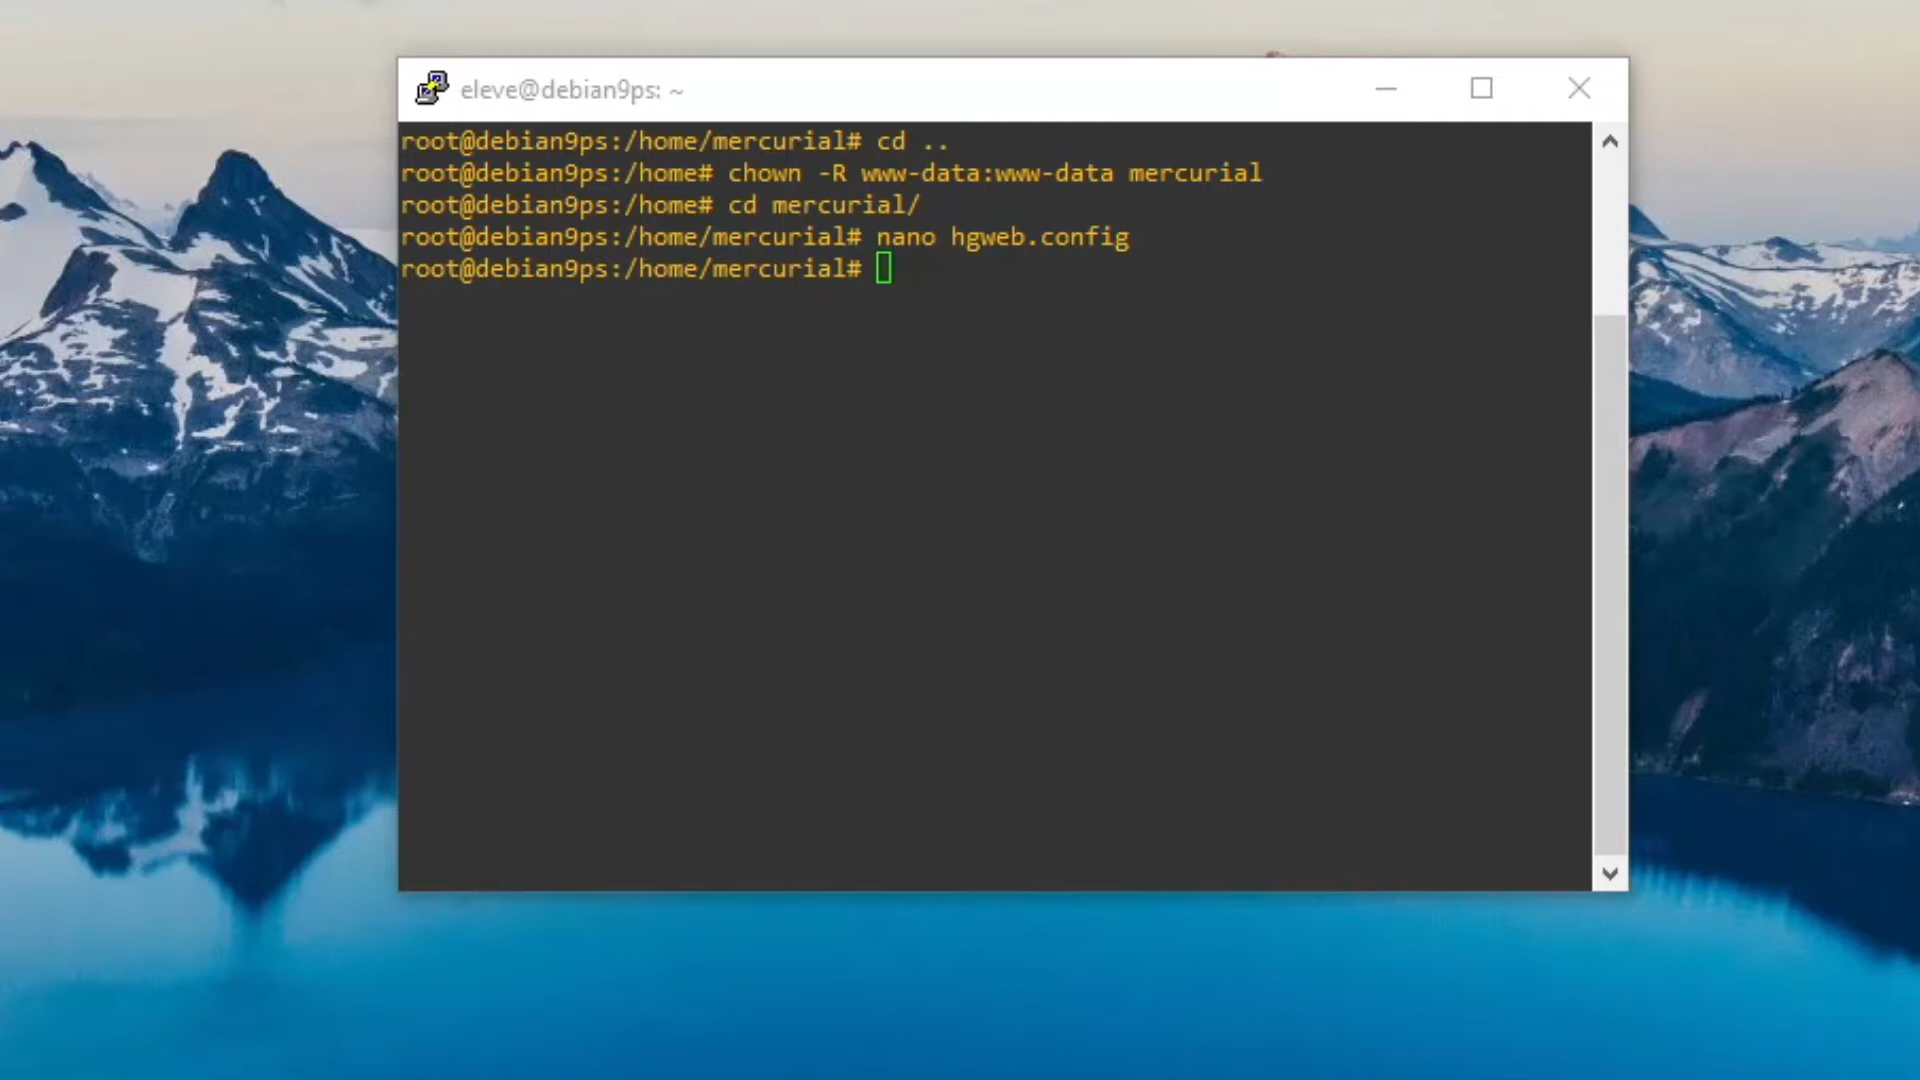 eleve@debian9ps: ~
root@debian9ps:/home/mercurial# cd ..
root@debian9ps:/home# chown -R www-data:www-data mercurial
root@debian9ps:/home# cd mercurial/
root@debian9ps:/home/mercurial# nano hgweb.config
root@debian9ps:/home/mercurial#